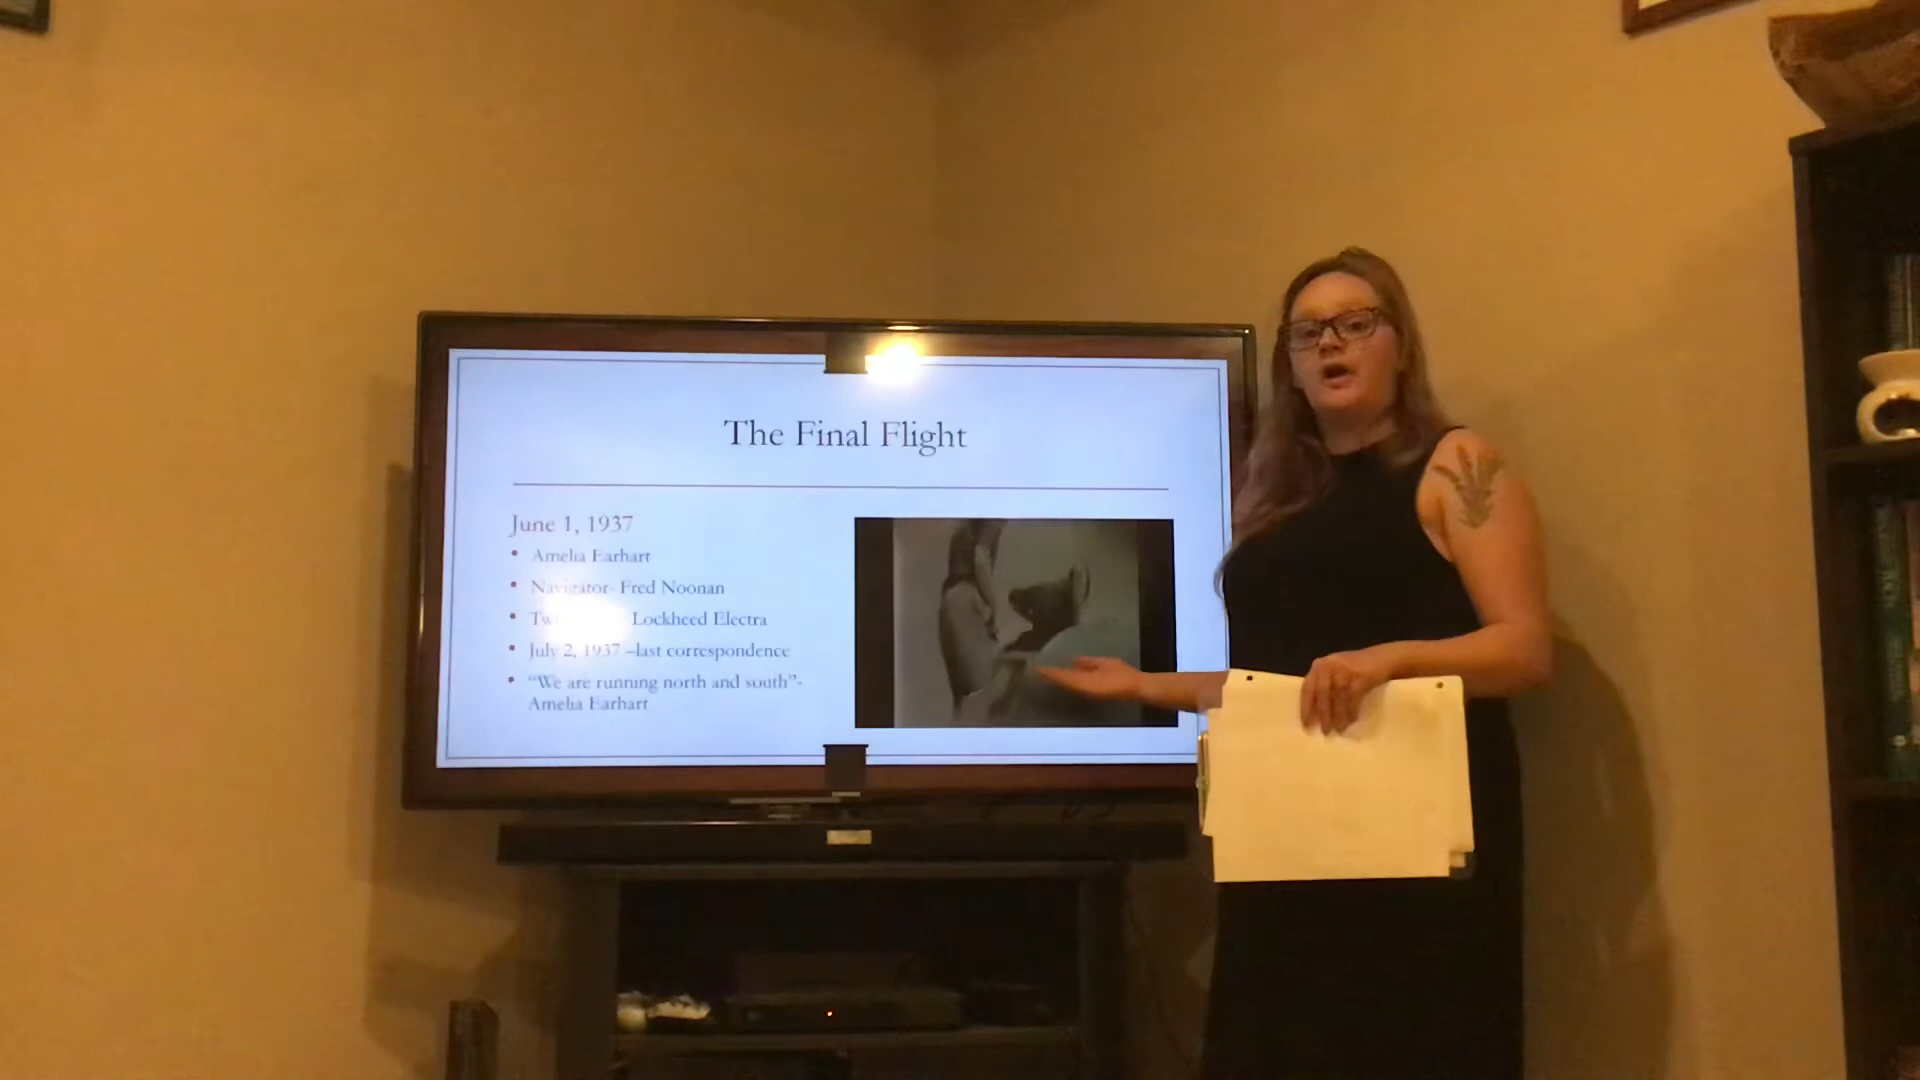 The Final Flight
June 1, 1937
• Amelia Earhart
• Navigator- Fred Noonan
• Lockheed Electra
• July 2, 1937 –last correspondence
• “We are running north and south”-
Amelia Earhart